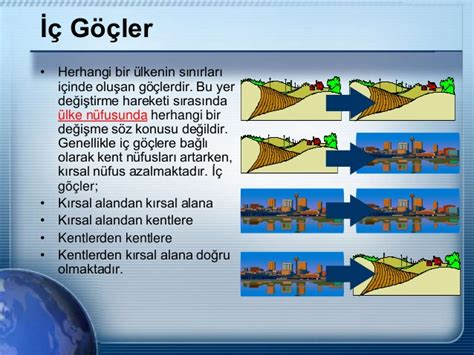 İç Göçler
• Herhangi bir ülkenin sınırları
içinde oluşan göçlerdir. Bu yer
değiştirme hareketi sırasında
ülke nüfusunda herhangi bir
değişme söz konusu değildir.
Genellikle iç göçlere bağlı
olarak kent nüfusları artarken,
kırsal nüfus azalmaktadır. İç
göçler;
• Kırsal alandan kırsal alana
• Kırsal alandan kentlere
• Kentlerden kentlere
• Kentlerden kırsal alana doğru
olmaktadır.